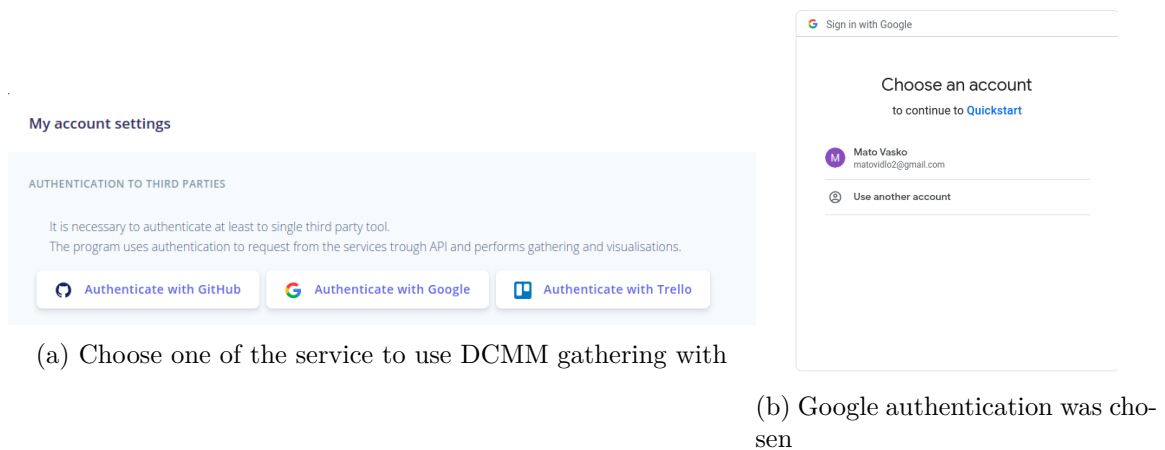 My account settings
AUTHENTICATION TO THIRD PARTIES
It is necessary to authenticate at least to single third party tool.
The program uses authentication to request from the services trough API and performs gathering and visualisations.
Authenticate with GitHub
Authenticate with Google
Authenticate with Trello
(a) Choose one of the service to use DCMM gathering with
Sign in with Google
Choose an account
to continue to Quickstart
M
Mato Vasko
matovidlo2@gmail.com
Use another account
(b) Google authentication was cho-
sen